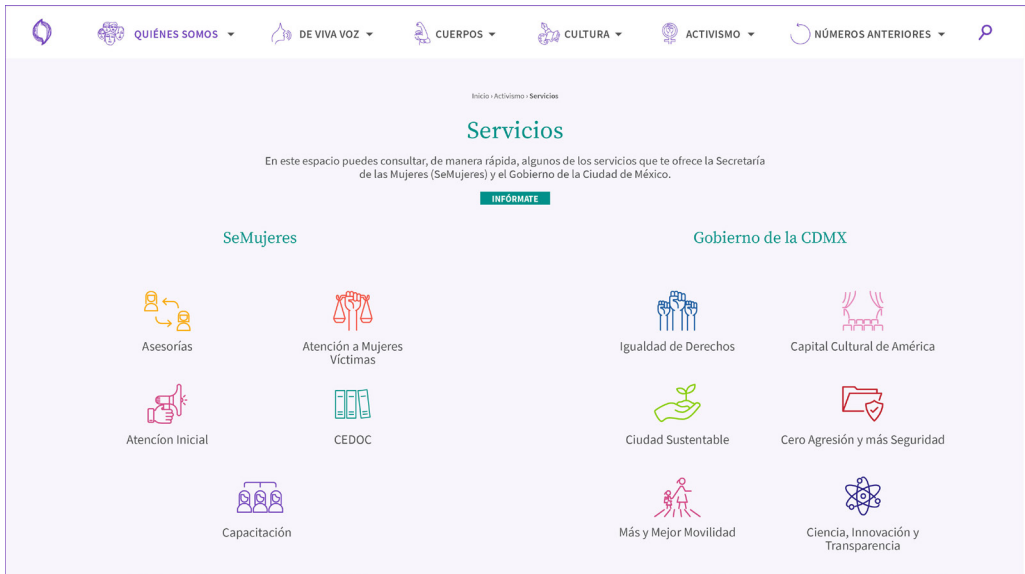 QUIÉNES SOMOS
DE VIVA VOZ
CUERPOS
CULTURA
ACTIVISMO
NÚMEROS ANTERIORES
Inicio › Activismo › Servicios
Servicios
En este espacio puedes consultar, de manera rápida, algunos de los servicios que te ofrece la Secretaría
de las Mujeres (SeMujeres) y el Gobierno de la Ciudad de México.
INFÓRMATE
SeMujeres
Asesorías
Atención a Mujeres
Víctimas
Atencíon Inicial
CEDOC
Capacitación
Gobierno de la CDMX
Igualdad de Derechos
Capital Cultural de América
Ciudad Sustentable
Cero Agresión y más Seguridad
Más y Mejor Movilidad
Ciencia, Innovación y
Transparencia